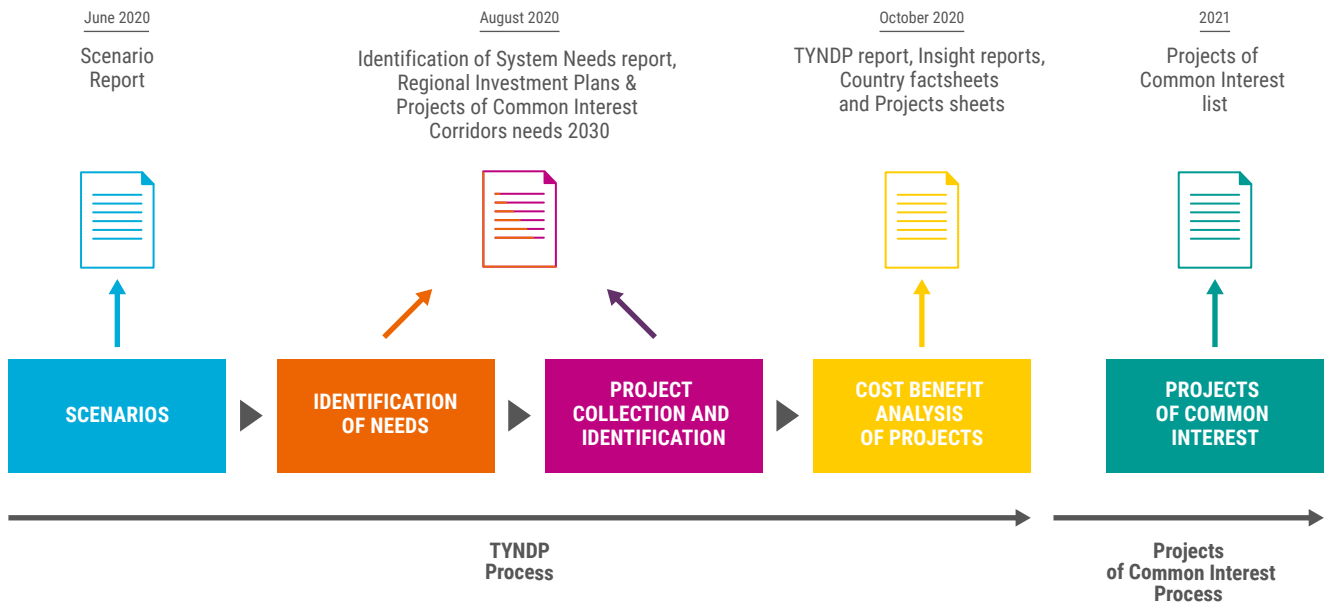 June 2020
Scenario
Report
August 2020
Identification of System Needs report,
Regional Investment Plans &
Projects of Common Interest
Corridors needs 2030
October 2020
TYNDP report, Insight reports,
Country factsheets
and Projects sheets
2021
Projects of
Common Interest
list
SCENARIOS
IDENTIFICATION
OF NEEDS
PROJECT
COLLECTION AND
IDENTIFICATION
COST BENEFIT
ANALYSIS
OF PROJECTS
PROJECTS
OF COMMON
INTEREST
TYNDP
Process
Projects
of Common Interest
Process